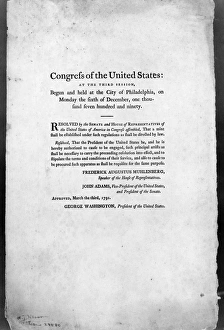 Congreſs of the United States:
AT THE THIRD SESSION,
Begun and held at the City of Philadelphia, on
Monday the ſixth of December, one thou-
ſand ſeven hundred and ninety.
RESOLVED by the SENATE and HOUSE of REPRESENTATIVES of
the United States of America in Congreſs aſſembled, That a mint
ſhall be eſtabliſhed under ſuch regulations as ſhall be directed by law.
Reſolved, That the Preſident of the United States be, and he is
hereby authorized to cauſe to be engaged, ſuch principal artiſts as
ſhall be neceſſary to carry the preceding reſolution into effect, and to
ſtipulate the terms and conditions of their ſervice, and alſo to cauſe to
be procured ſuch apparatus as ſhall be requiſite for the ſame purpoſe.
FREDERICK AUGUSTUS MUHLENBERG,
Speaker of the Houſe of Repreſentatives.
JOHN ADAMS, Vice-Preſident of the United States,
and Preſident of the Senate.
APPROVED, March the third, 1791.
GEORGE WASHINGTON, Preſident of the United States.